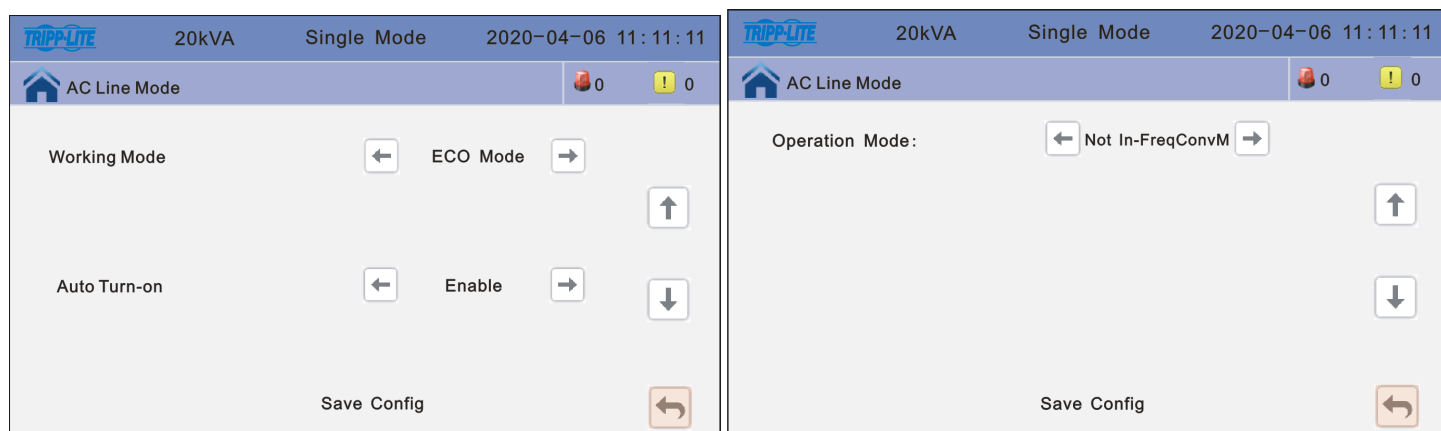 TRIPP·LITE 20kVA Single Mode 2020-04-06 11:11:11
AC Line Mode 0 ! 0
Working Mode ECO Mode
Auto Turn-on Enable
Save Config
TRIPP·LITE 20kVA Single Mode 2020-04-06 11:11:11
AC Line Mode 0 ! 0
Operation Mode: Not In-FreqConvM
Save Config